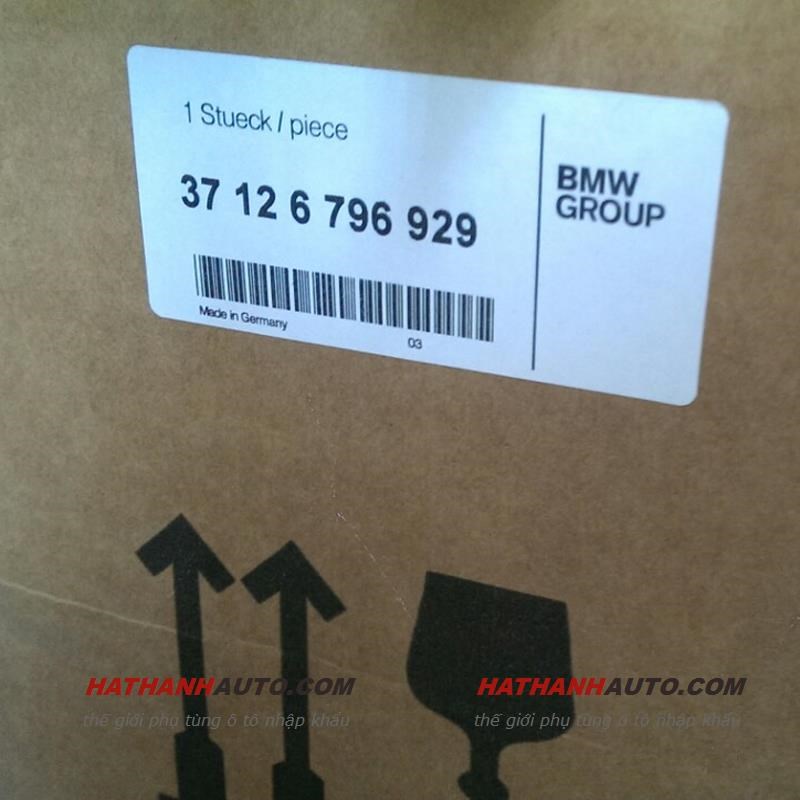 1 Stueck / piece
37 12 6 796 929
Made in Germany
03
BMW
GROUP
HATHANHAUTO.COM
thế giới phụ tùng ô tô nhập khẩu
HATHANHAUTO.COM
thế giới phụ tùng ô tô nhập khẩu